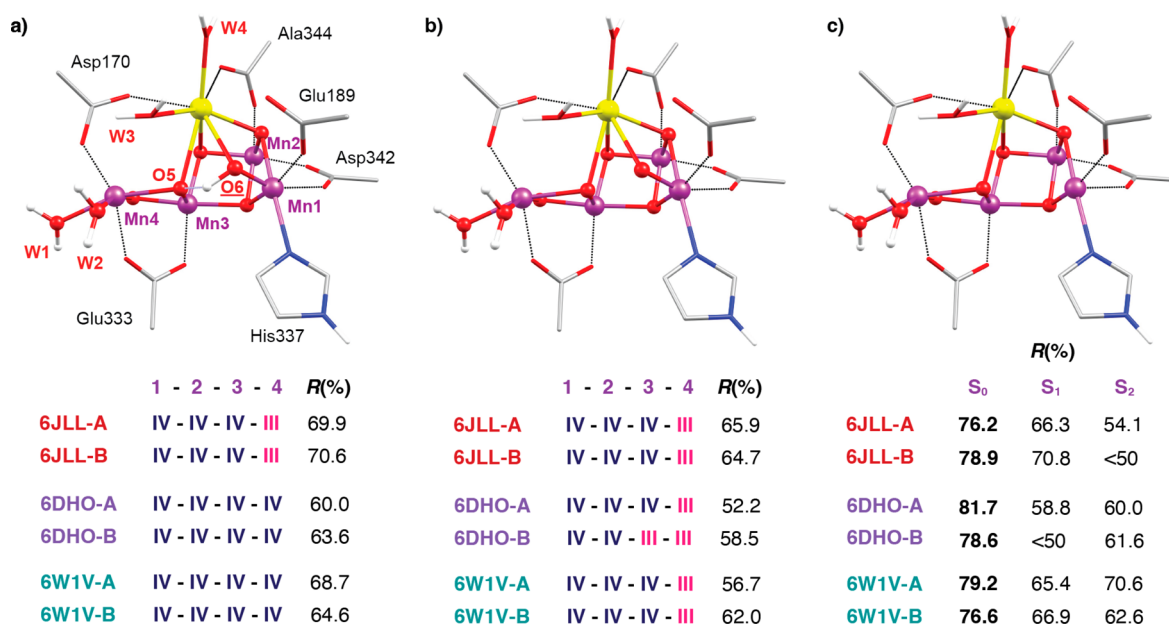 a)
W4
Ala344
Asp170
Glu189
W3
Mn2
Asp342
O5
O6
Mn1
Mn4
Mn3
W1
W2
Glu333
His337
1 - 2 - 3 - 4 R(%)
6JLL-A IV - IV - IV - III 69.9
6JLL-B IV - IV - IV - III 70.6
6DHO-A IV - IV - IV - IV 60.0
6DHO-B IV - IV - IV - IV 63.6
6W1V-A IV - IV - IV - IV 68.7
6W1V-B IV - IV - IV - IV 64.6
b)
1 - 2 - 3 - 4 R(%)
6JLL-A IV - IV - IV - III 65.9
6JLL-B IV - IV - IV - III 64.7
6DHO-A IV - IV - IV - III 52.2
6DHO-B IV - IV - III - III 58.5
6W1V-A IV - IV - IV - III 56.7
6W1V-B IV - IV - IV - III 62.0
c)
R(%)
S₀ S₁ S₂
6JLL-A 76.2 66.3 54.1
6JLL-B 78.9 70.8 <50
6DHO-A 81.7 58.8 60.0
6DHO-B 78.6 <50 61.6
6W1V-A 79.2 65.4 70.6
6W1V-B 76.6 66.9 62.6